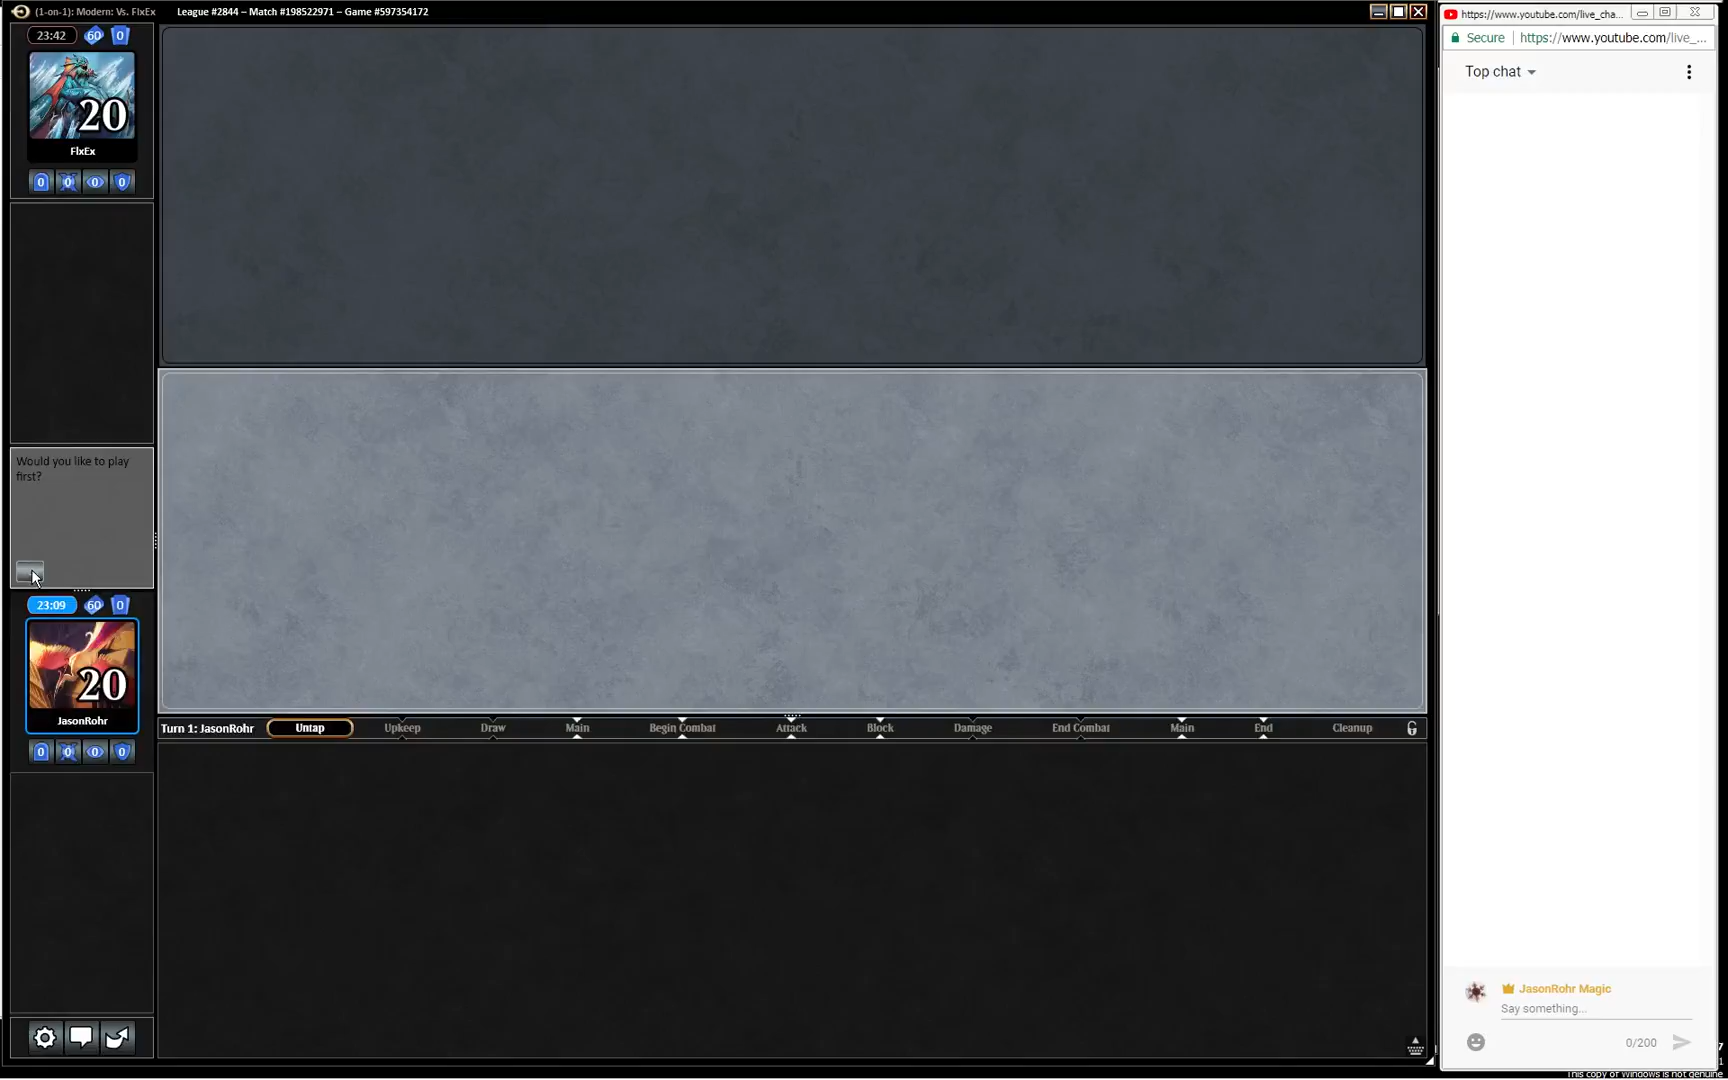 (1-on-1): Modern: Vs. FlxEx
League #2844 – Match #198522971 – Game #597354172
23:42
60
0
20
FlxEx
0 0 0 0
Would you like to play
first?
23:09
60
0
20
JasonRohr
0 0 0 0
Turn 1: JasonRohr
Untap
Upkeep
Draw
Main
Begin Combat
Attack
Block
Damage
End Combat
Main
End
Cleanup
https://www.youtube.com/live_cha...
Secure
https://www.youtube.com/live_...
Top chat
JasonRohr Magic
Say something...
0/200
This copy of Windows is not genuine